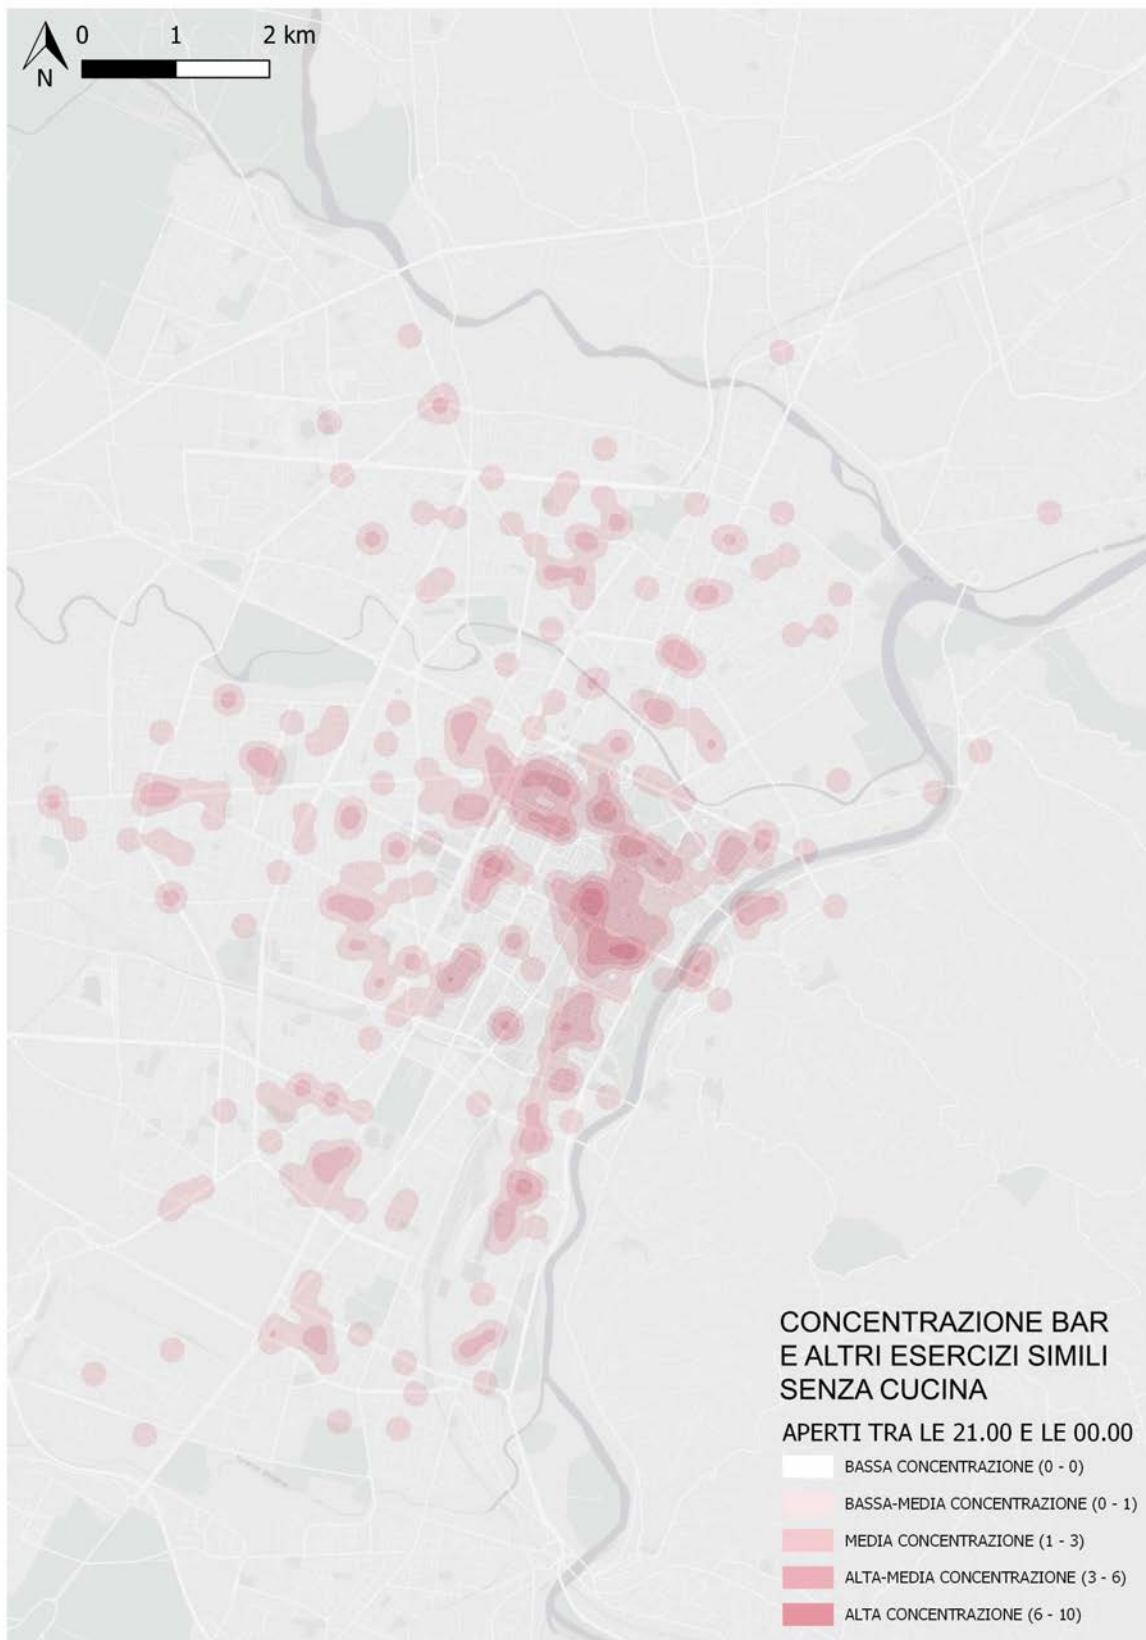 0 1 2 km
N
CONCENTRAZIONE BAR
E ALTRI ESERCIZI SIMILI
SENZA CUCINA
APERTI TRA LE 21.00 E LE 00.00
BASSA CONCENTRAZIONE (0 - 0)
BASSA-MEDIA CONCENTRAZIONE (0 - 1)
MEDIA CONCENTRAZIONE (1 - 3)
ALTA-MEDIA CONCENTRAZIONE (3 - 6)
ALTA CONCENTRAZIONE (6 - 10)